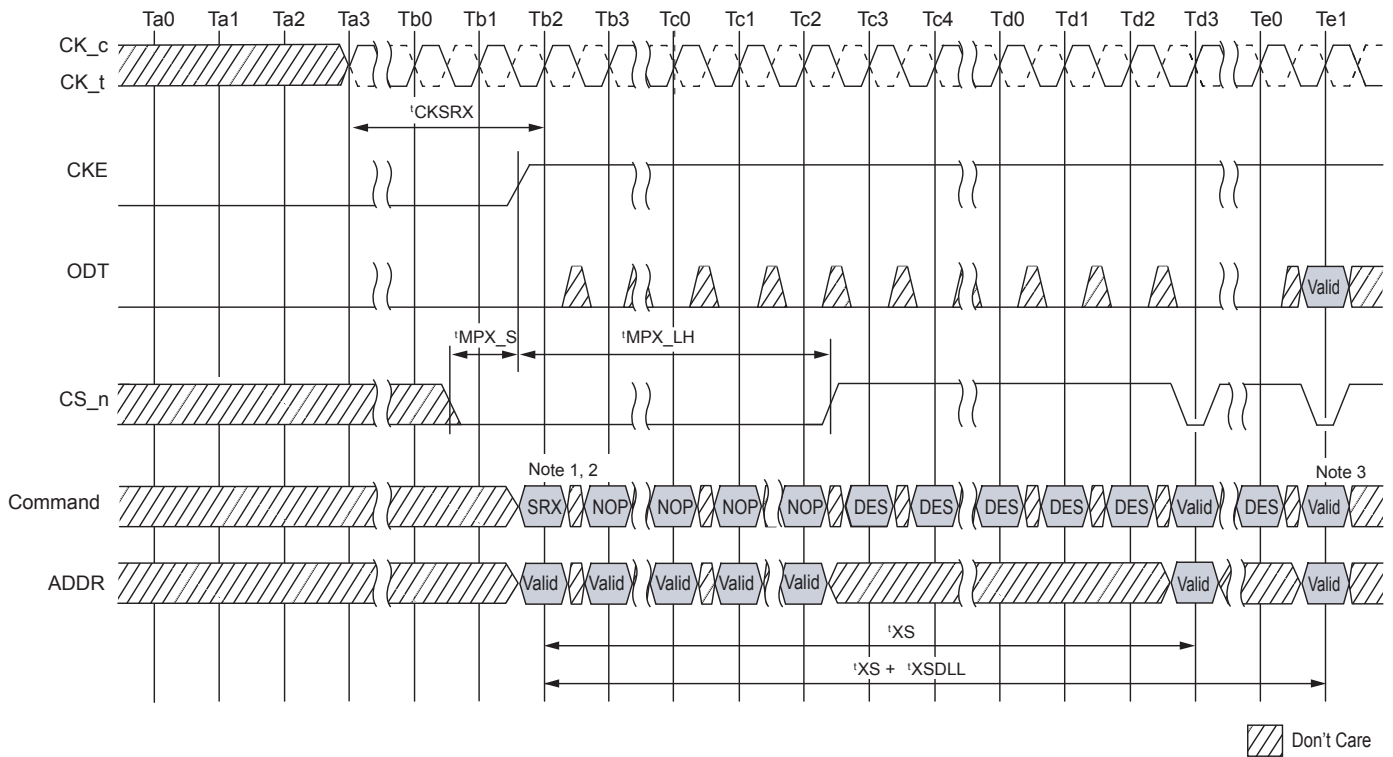 Ta0 Ta1 Ta2 Ta3 Tb0 Tb1 Tb2 Tb3 Tc0 Tc1 Tc2 Tc3 Tc4 Td0 Td1 Td2 Td3 Te0 Te1
CK_c
CK_t
tCKSRX
CKE
ODT
Valid
tMPX_S tMPX_LH
CS_n
Note 1, 2 Note 3
Command SRX NOP NOP NOP NOP DES DES DES DES DES Valid DES Valid
ADDR Valid Valid Valid Valid Valid Valid Valid
tXS
tXS + tXSDLL
Don't Care